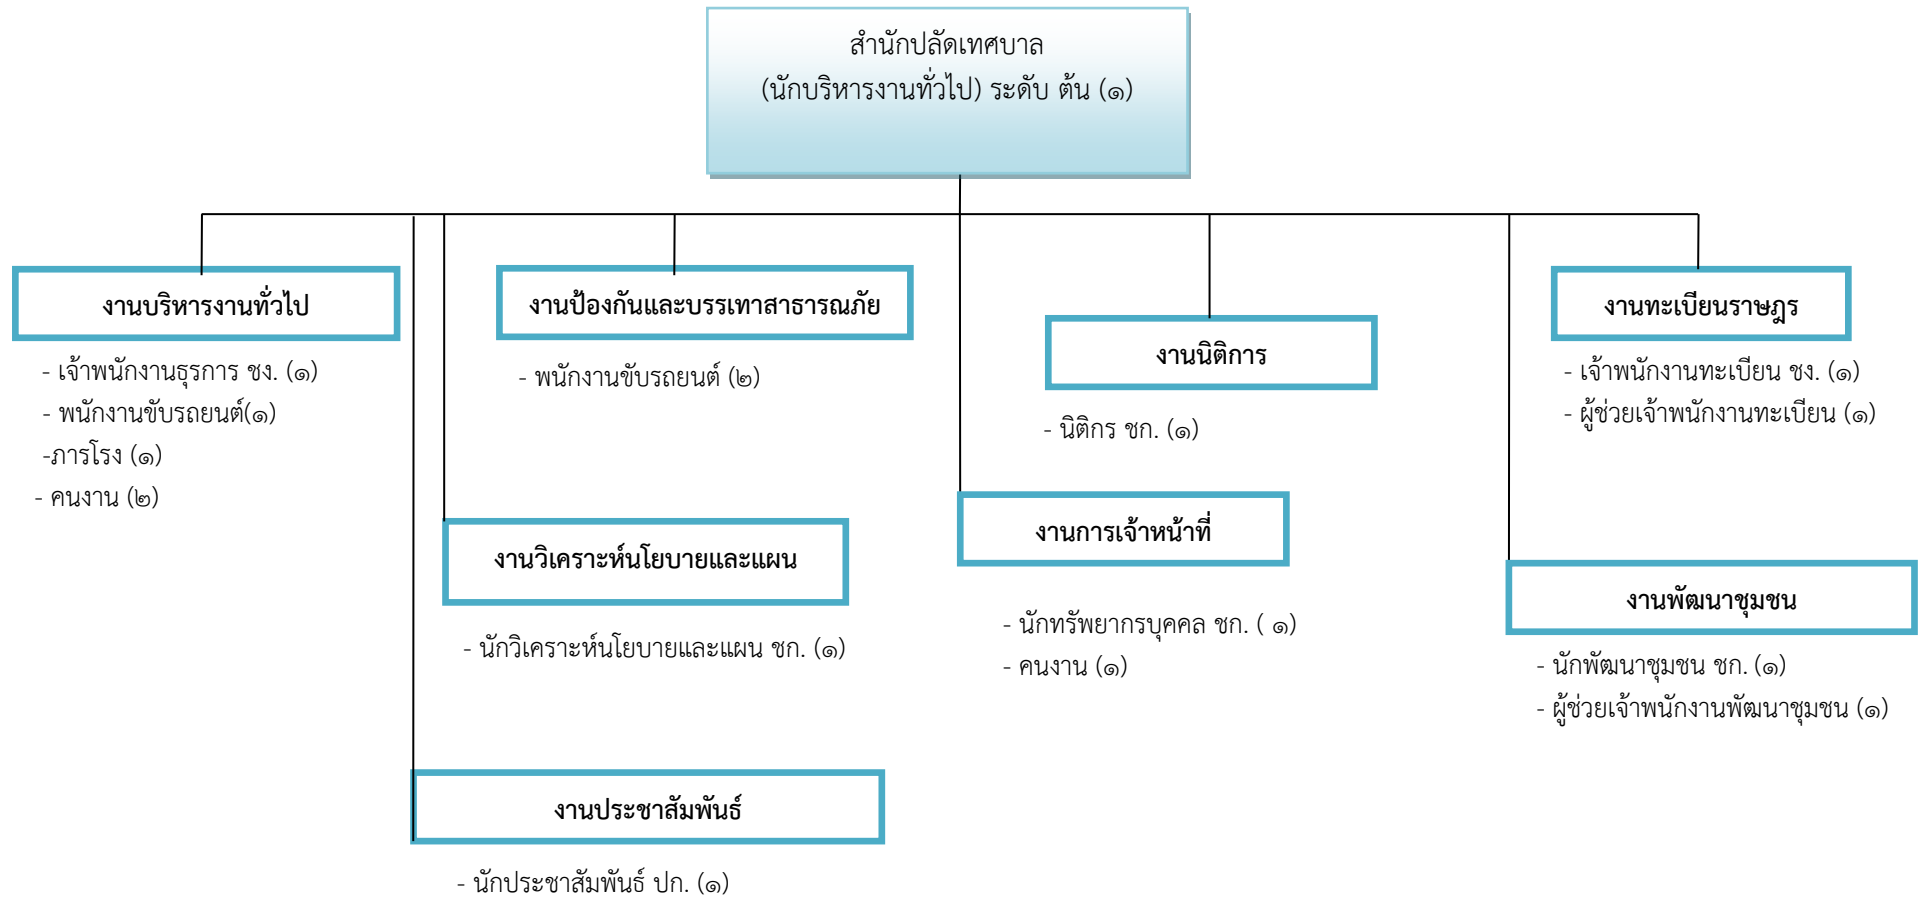 สำนักปลัดเทศบาล
(นักบริหารงานทั่วไป) ระดับ ต้น (๑)
งานบริหารงานทั่วไป
- เจ้าพนักงานธุรการ ชง. (๑)
- พนักงานขับรถยนต์(๑)
-ภารโรง (๑)
- คนงาน (๒)
งานป้องกันและบรรเทาสาธารณภัย
- พนักงานขับรถยนต์ (๒)
งานนิติการ
- นิติกร ชก. (๑)
งานทะเบียนราษฎร
- เจ้าพนักงานทะเบียน ชง. (๑)
- ผู้ช่วยเจ้าพนักงานทะเบียน (๑)
งานวิเคราะห์นโยบายและแผน
- นักวิเคราะห์นโยบายและแผน ชก. (๑)
งานการเจ้าหน้าที่
- นักทรัพยากรบุคคล ชก. ( ๑)
- คนงาน (๑)
งานพัฒนาชุมชน
- นักพัฒนาชุมชน ชก. (๑)
- ผู้ช่วยเจ้าพนักงานพัฒนาชุมชน (๑)
งานประชาสัมพันธ์
- นักประชาสัมพันธ์ ปก. (๑)